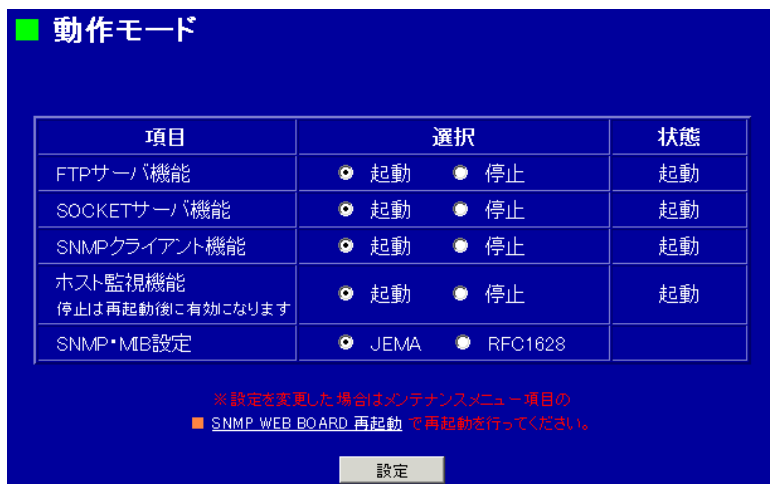 動作モード
項目 選択 状態
FTPサーバ機能 起動 停止 起動
SOCKETサーバ機能 起動 停止 起動
SNMPクライアント機能 起動 停止 起動
ホスト監視機能
停止は再起動後に有効になります 起動 停止 起動
SNMP・MIB設定 JEMA RFC1628
※設定を変更した場合はメンテナンスメニュー項目の
SNMP WEB BOARD 再起動 で再起動を行ってください。
設定